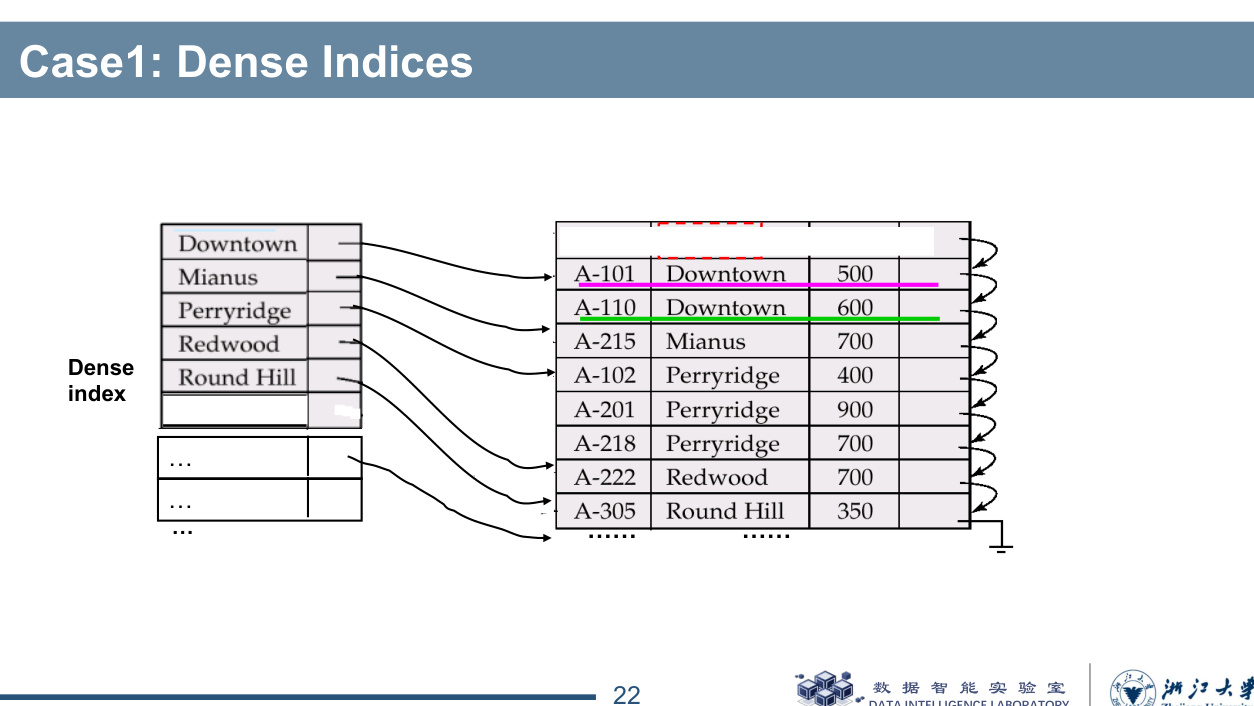 Case1: Dense Indices
Dense
index
Downtown
Mianus
Perryridge
Redwood
Round Hill
…
…
...
A-101 Downtown 500
A-110 Downtown 600
A-215 Mianus 700
A-102 Perryridge 400
A-201 Perryridge 900
A-218 Perryridge 700
A-222 Redwood 700
A-305 Round Hill 350
...... ......
22
数据智能实验室
DATA INTELLIGENCE LABORATORY
浙江大学